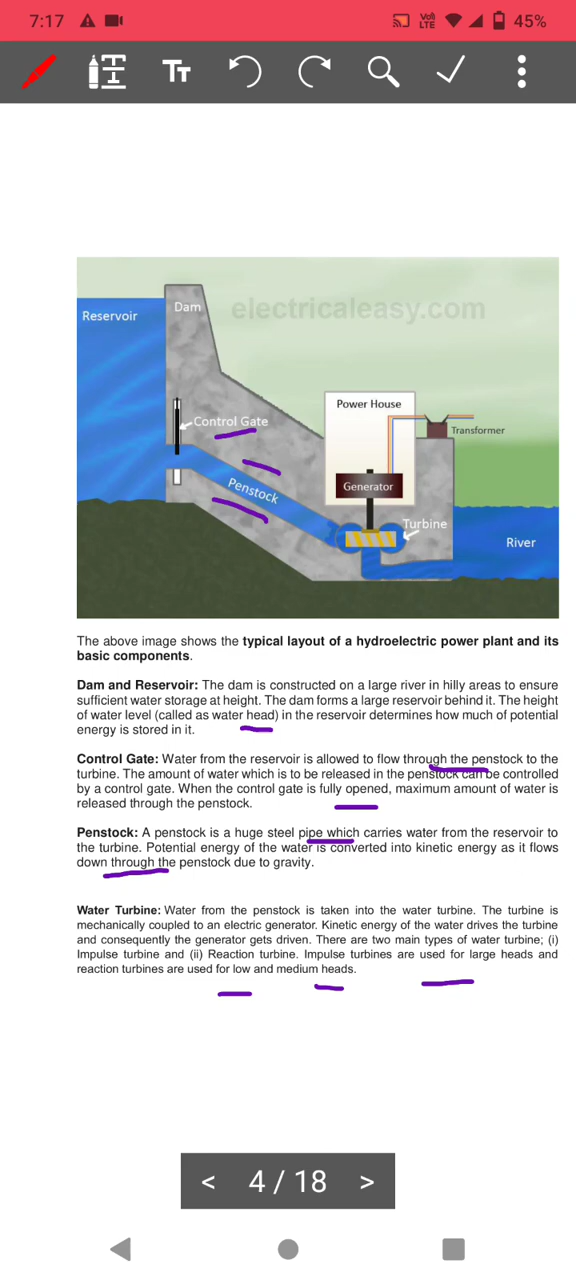 7:17
Voll LTE
45%
TT
electricaleasy.com
Reservoir
Dam
Control Gate
Penstock
Power House
Generator
Transformer
Turbine
River
The above image shows the typical layout of a hydroelectric power plant and its
basic components.
Dam and Reservoir: The dam is constructed on a large river in hilly areas to ensure
sufficient water storage at height. The dam forms a large reservoir behind it. The height
of water level (called as water head) in the reservoir determines how much of potential
energy is stored in it.
Control Gate: Water from the reservoir is allowed to flow through the penstock to the
turbine. The amount of water which is to be released in the penstock can be controlled
by a control gate. When the control gate is fully opened, maximum amount of water is
released through the penstock.
Penstock: A penstock is a huge steel pipe which carries water from the reservoir to
the turbine. Potential energy of the water is converted into kinetic energy as it flows
down through the penstock due to gravity.
Water Turbine: Water from the penstock is taken into the water turbine. The turbine is
mechanically coupled to an electric generator. Kinetic energy of the water drives the turbine
and consequently the generator gets driven. There are two main types of water turbine; (i)
Impulse turbine and (ii) Reaction turbine. Impulse turbines are used for large heads and
reaction turbines are used for low and medium heads.
< 4 / 18 >